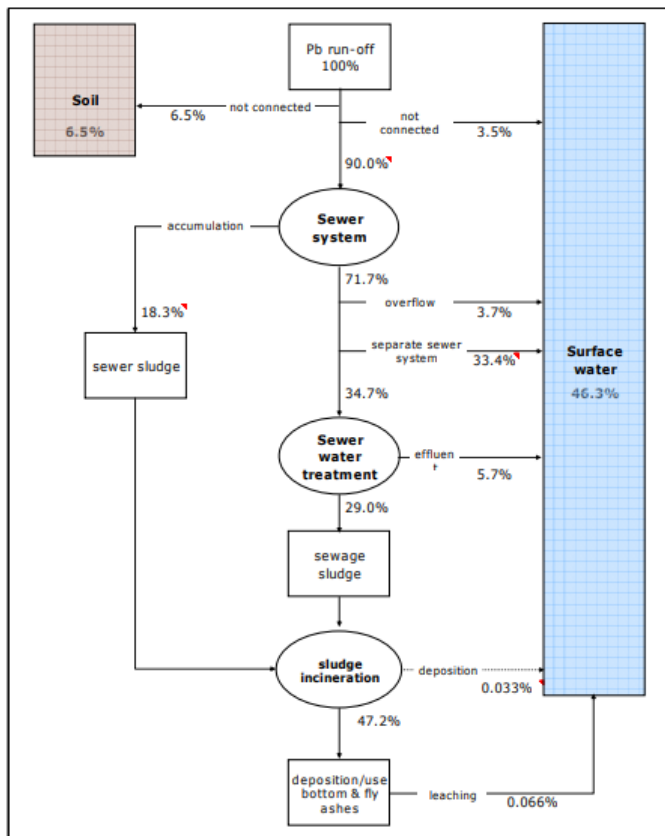 Pb run-off
100%
Soil
6.5%
6.5%
not connected
not
connected
3.5%
90.0%
Sewer
system
accumulation
71.7%
overflow
3.7%
18.3%
separate sewer
system
33.4%
sewer sludge
Surface
water
46.3%
34.7%
Sewer
water
treatment
effluen
t
5.7%
29.0%
sewage
sludge
sludge
incineration
deposition
0.033%
47.2%
deposition/use
bottom & fly
ashes
leaching
0.066%